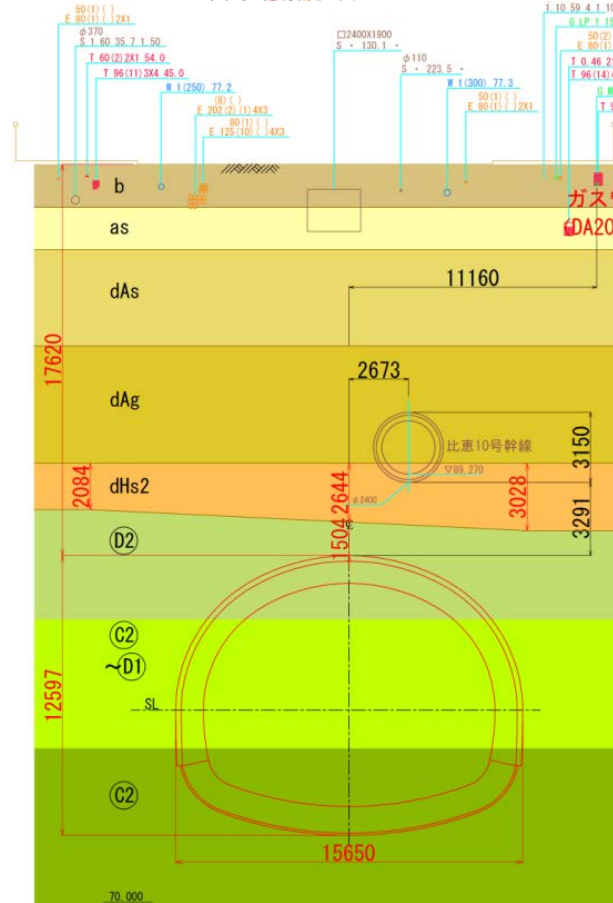 50(1)( )
E 80(1)( )2X1
φ370
S 1.60 35.7 1.50
T 60(2)2X1 54.0
T 96(11)3X4 45.0
W 1(250) 77.2
(8)( )
E 202(2)(1)4X3
80(1)( )
E 125(10)( )4X3
□2400X1900
S - 130.1 -
φ110
S - 223.5 -
W 1(300) 77.3
50(1)( )
E 80(1)( )2X1
50(2)
E 80(1)
b
as
dAs
dAg
dHs2
D2
C2
~D1
SL
C2
11160
17620
2673
比恵10号幹線
▽89.270
φ2400
3150
3291
2084
2644
1504
3028
12597
15650
70.000
ガス
(DA20